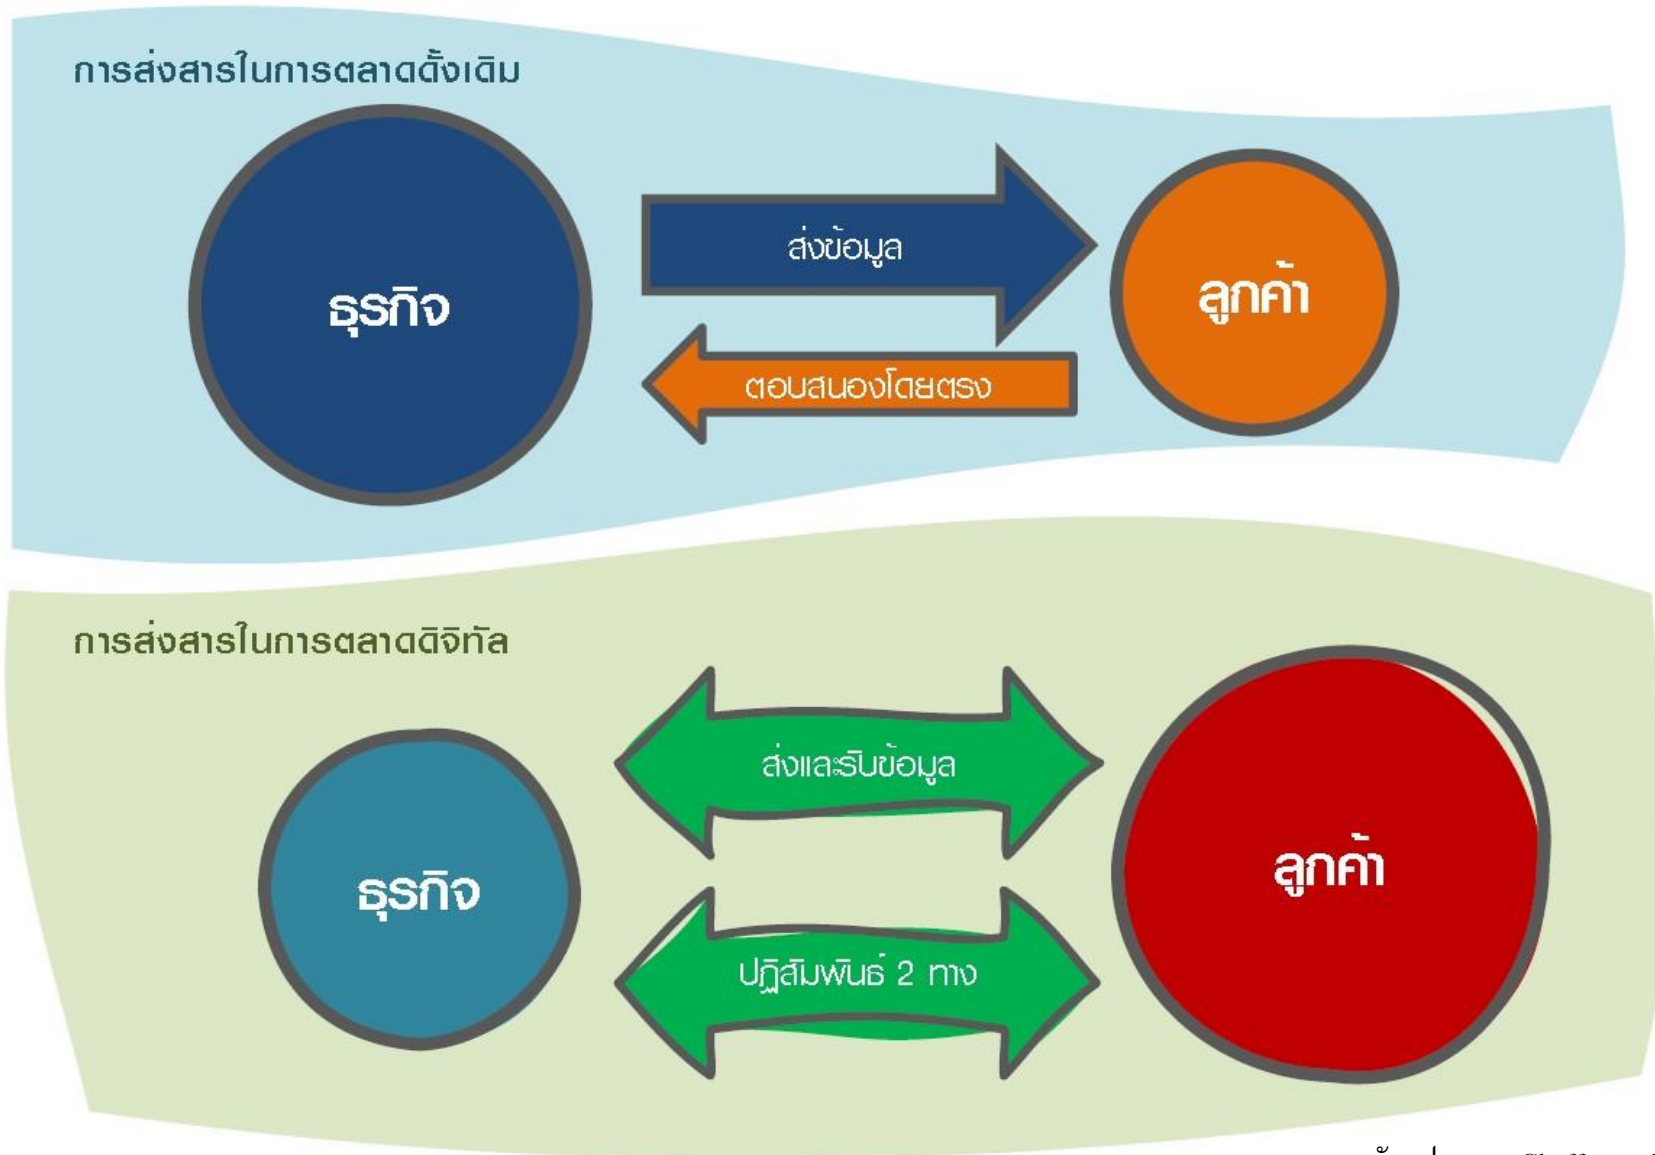 การส่งสารในการตลาดดั้งเดิม
ธุรกิจ
ส่งข้อมูล
ลูกค้า
ตอบสนองโดยตรง
การส่งสารในการตลาดดิจิทัล
ส่งและรับข้อมูล
ธุรกิจ
ลูกค้า
ปฏิสัมพันธ์ 2 ทาง